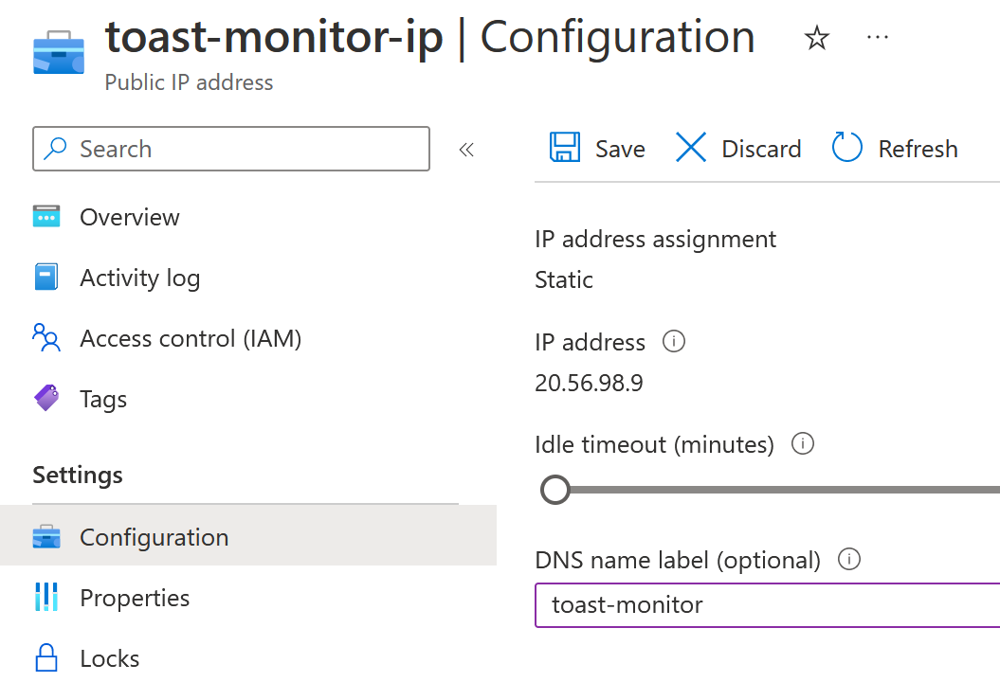 toast-monitor-ip | Configuration
Public IP address
Search
Overview
Activity log
Access control (IAM)
Tags
Settings
Configuration
Properties
Locks
Save
Discard
Refresh
IP address assignment
Static
IP address
20.56.98.9
Idle timeout (minutes)
DNS name label (optional)
toast-monitor